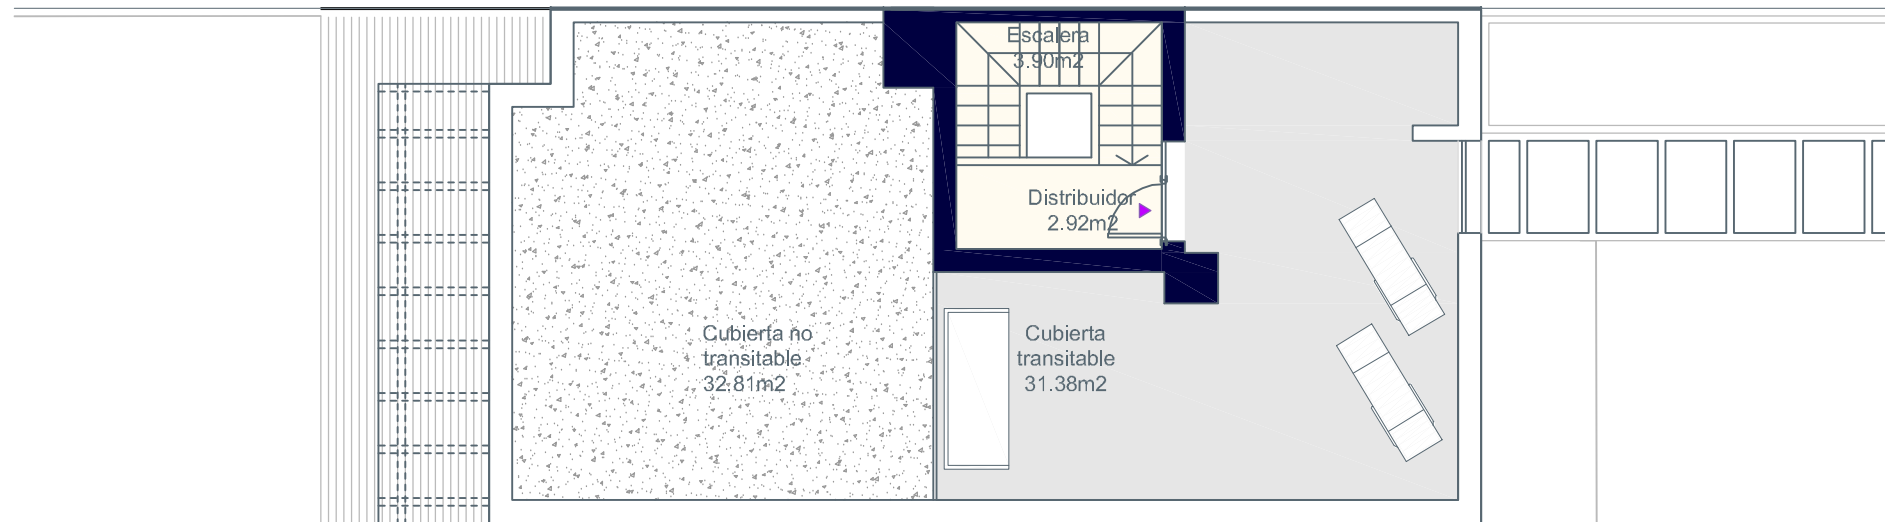 Escalera
3.90m2
Distribuidor
2.92m2
Cubierta no
transitable
32.81m2
Cubierta
transitable
31.38m2